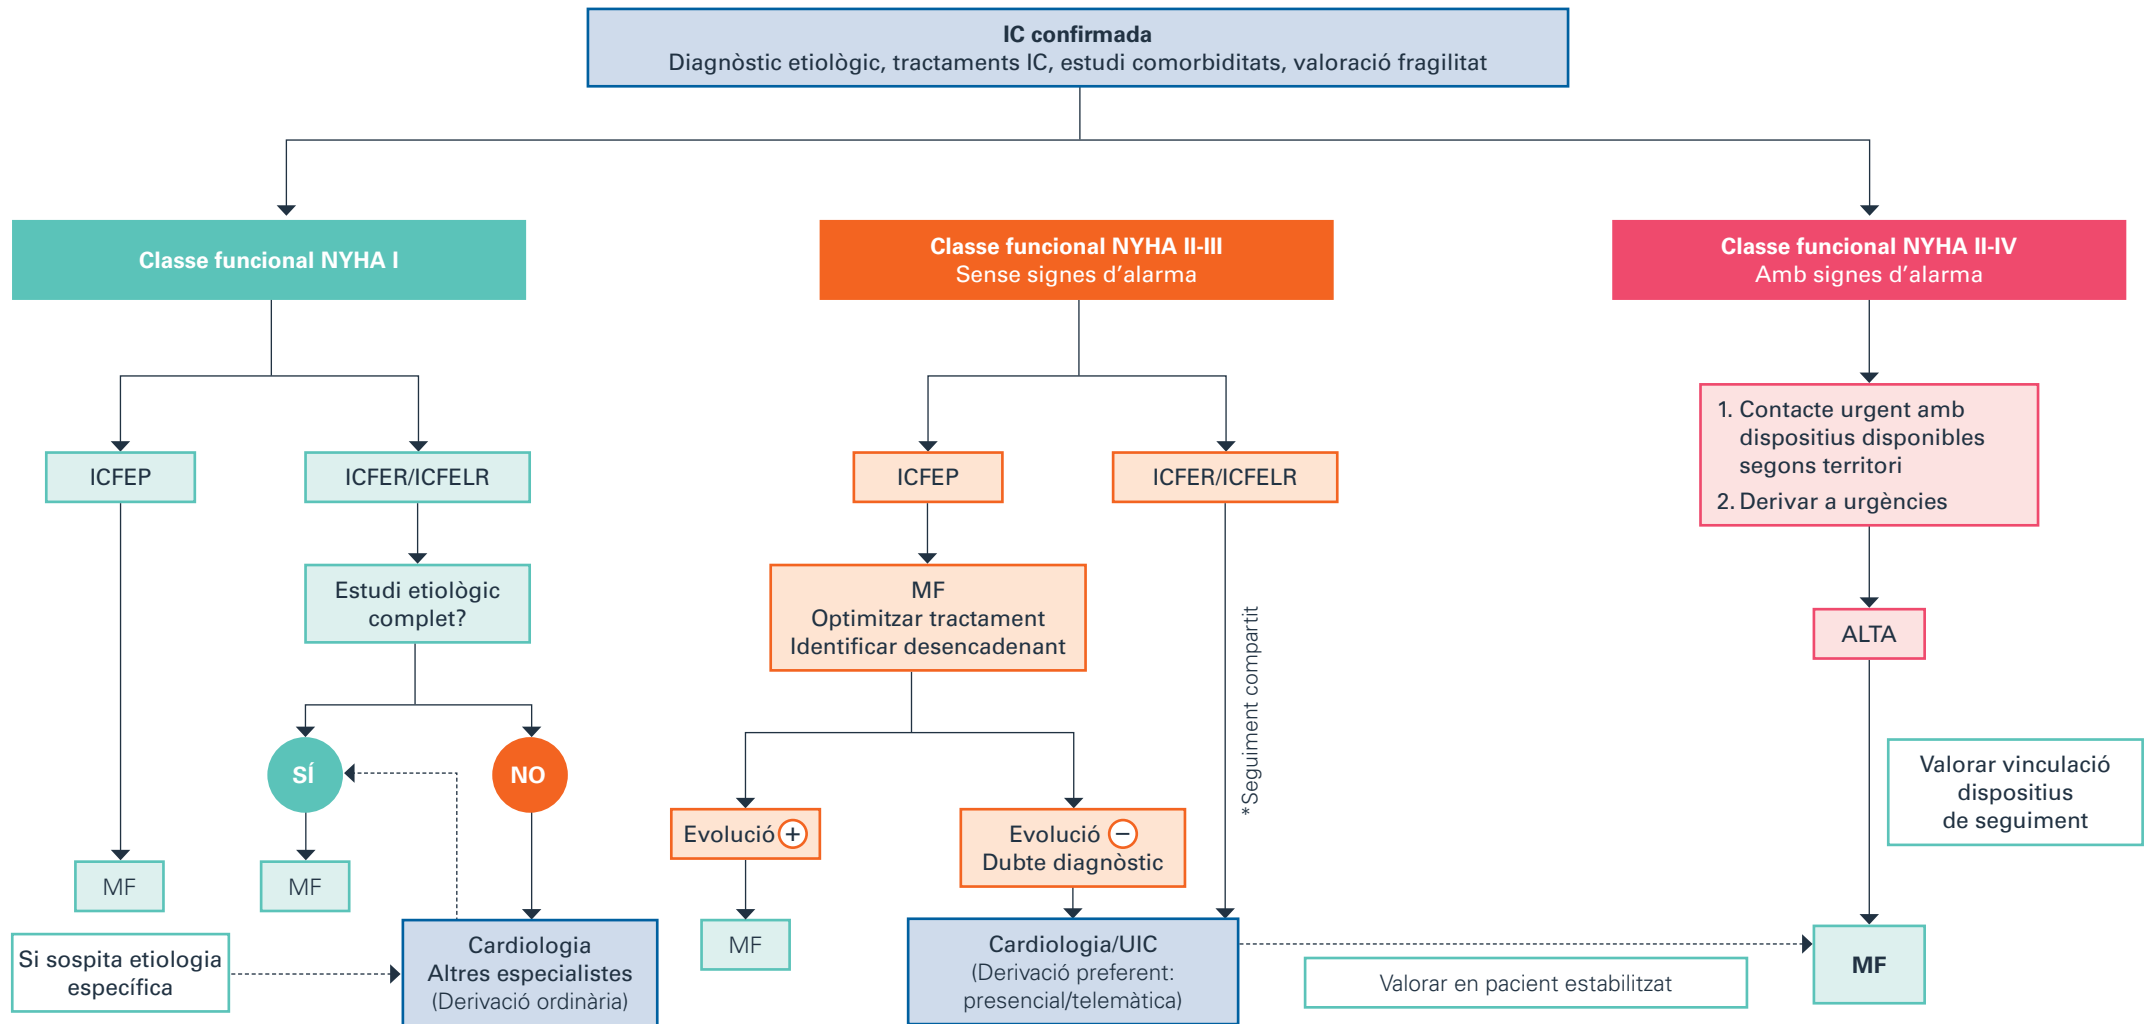 IC confirmada
Diagnòstic etiològic, tractaments IC, estudi comorbiditats, valoració fragilitat
Classe funcional NYHA I
Classe funcional NYHA II-III
Sense signes d’alarma
Classe funcional NYHA II-IV
Amb signes d’alarma
ICFEP
ICFER/ICFELR
ICFEP
ICFER/ICFELR
1. Contacte urgent amb
dispositius disponibles
segons territori
2. Derivar a urgències
Estudi etiològic
complet?
MF
Optimitzar tractament
Identificar desencadenant
*Seguiment compartit
ALTA
SÍ
NO
Evolució +
Evolució −
Dubte diagnòstic
Valorar vinculació
dispositius
de seguiment
MF
MF
MF
Si sospita etiologia
específica
Cardiologia
Altres especialistes
(Derivació ordinària)
Cardiologia/UIC
(Derivació preferent:
presencial/telemàtica)
Valorar en pacient estabilitzat
MF